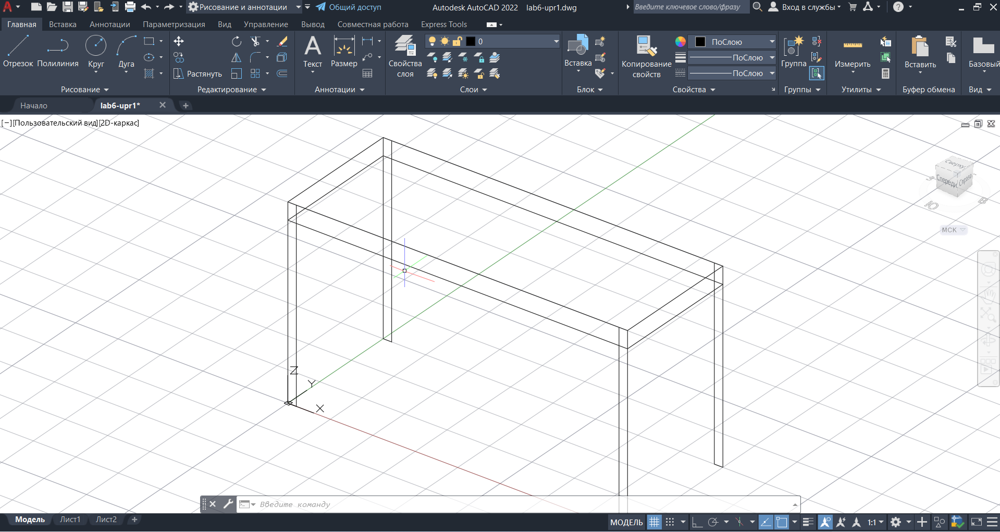 Рисование и аннотации
Общий доступ
Autodesk AutoCAD 2022 lab6-upr1.dwg
Введите ключевое слово/фразу
Вход в службы
Главная Вставка Аннотации Параметризация Вид Управление Вывод Совместная работа Express Tools
0
ПоСлою
ПоСлою
ПоСлою
Отрезок Полилиния Круг Дуга
Растянуть
Текст Размер
Свойства слоя
Вставка
Копирование свойств
Группа
Измерить
Вставить
Базовый
Рисование Редактирование Аннотации Слои Блок Свойства Группы Утилиты Буфер обмена Вид
Начало lab6-upr1*
[−][Пользовательский вид][2D-каркас]
Сверху
Спереди Справа
Ю В
МСК
Z
Y
X
Введите команду
Модель Лист1 Лист2
МОДЕЛЬ
1:1